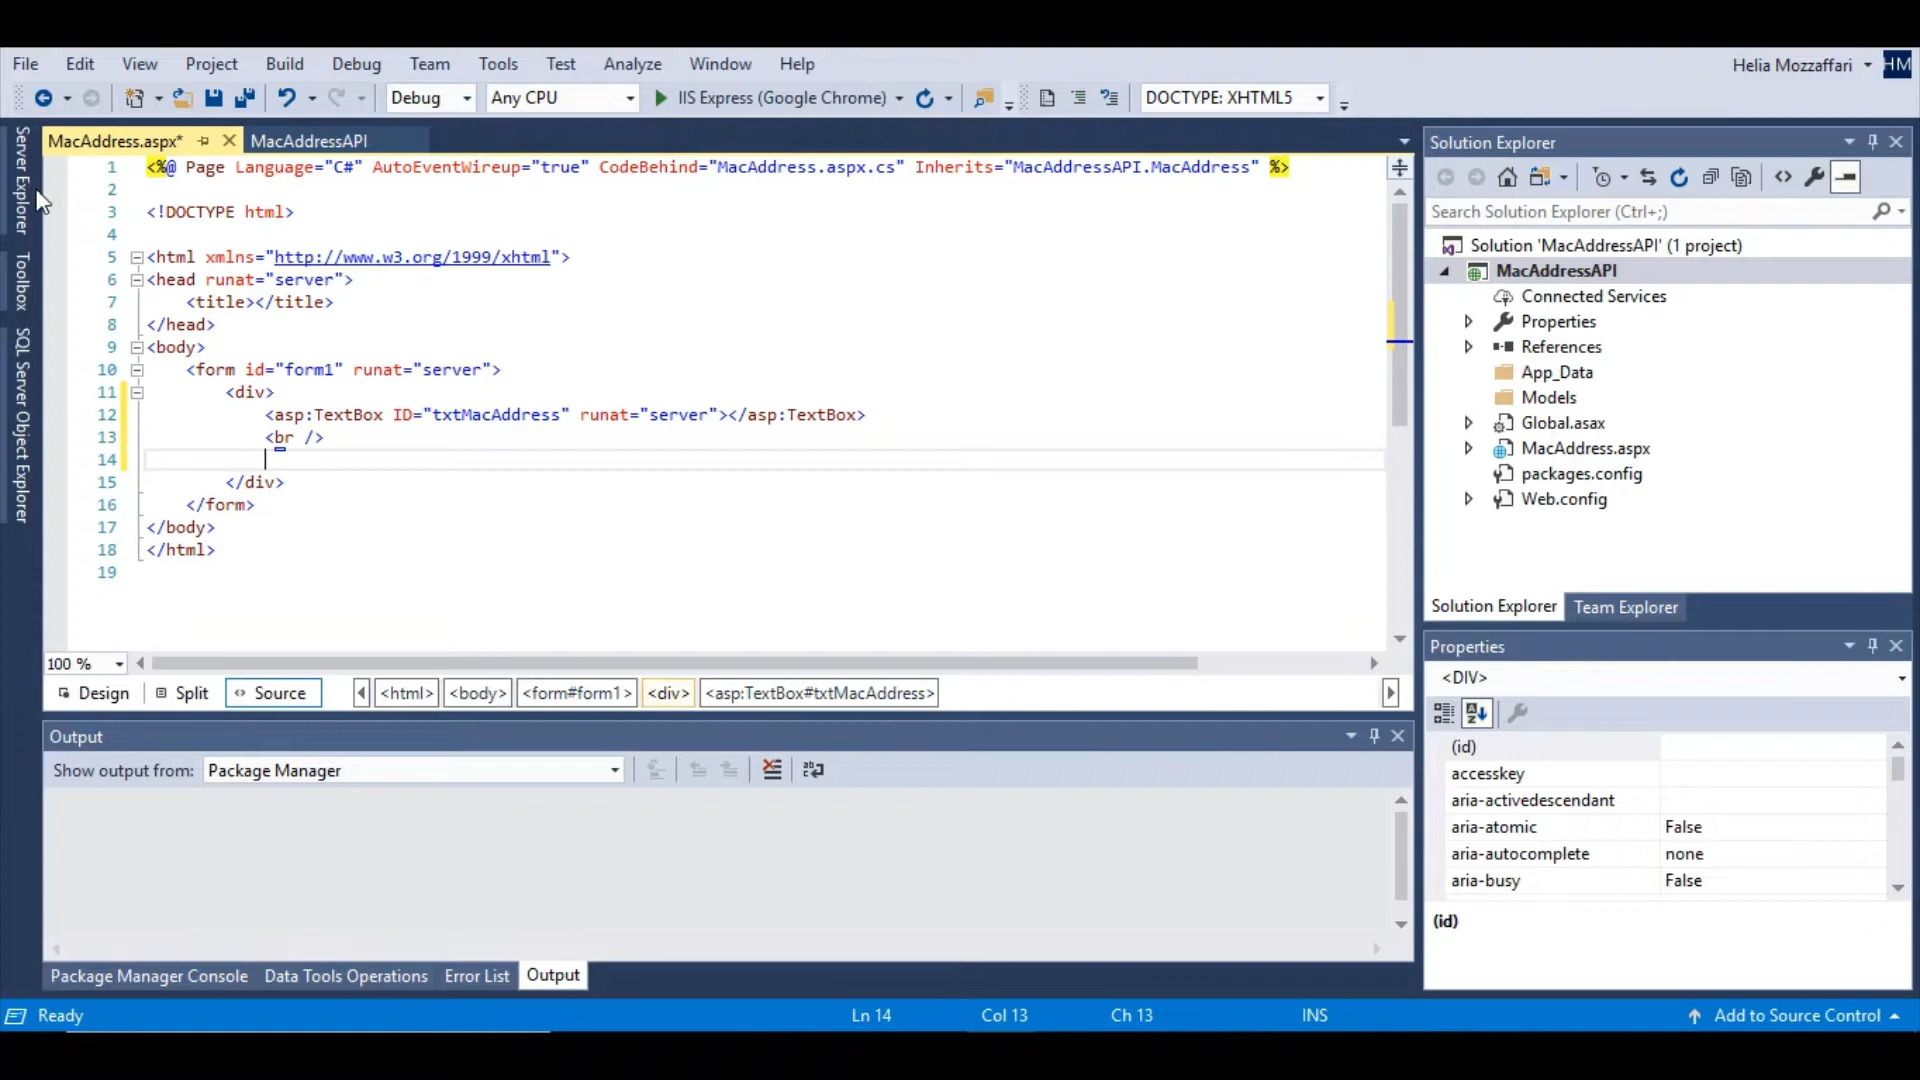 File Edit View Project Build Debug Team Tools Test Analyze Window Help
Helia Mozzaffari HM
Debug Any CPU IIS Express (Google Chrome) DOCTYPE: XHTML5
Server Explorer
Toolbox
SQL Server Object Explorer
MacAddress.aspx* MacAddressAPI
1 <%@ Page Language="C#" AutoEventWireup="true" CodeBehind="MacAddress.aspx.cs" Inherits="MacAddressAPI.MacAddress" %>
2
3 <!DOCTYPE html>
4
5 <html xmlns="http://www.w3.org/1999/xhtml">
6 <head runat="server">
7 <title></title>
8 </head>
9 <body>
10 <form id="form1" runat="server">
11 <div>
12 <asp:TextBox ID="txtMacAddress" runat="server"></asp:TextBox>
13 <br />
14
15 </div>
16 </form>
17 </body>
18 </html>
19
100 %
Design Split Source <html> <body> <form#form1> <div> <asp:TextBox#txtMacAddress>
Output
Show output from: Package Manager
Package Manager Console Data Tools Operations Error List Output
Solution Explorer
Search Solution Explorer (Ctrl+;)
Solution 'MacAddressAPI' (1 project)
MacAddressAPI
Connected Services
Properties
References
App_Data
Models
Global.asax
MacAddress.aspx
packages.config
Web.config
Solution Explorer Team Explorer
Properties
<DIV>
(id)
accesskey
aria-activedescendant
aria-atomic False
aria-autocomplete none
aria-busy False
(id)
Ready Ln 14 Col 13 Ch 13 INS Add to Source Control